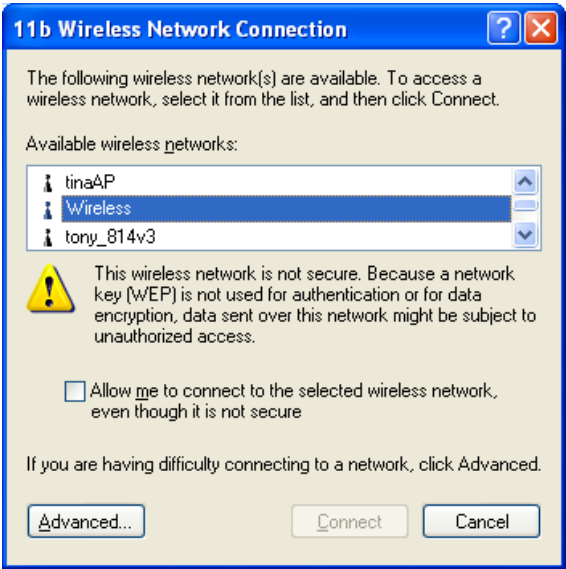 11b Wireless Network Connection
The following wireless network(s) are available. To access a
wireless network, select it from the list, and then click Connect.
Available wireless networks:
tinaAP
Wireless
tony_814v3
This wireless network is not secure. Because a network
key (WEP) is not used for authentication or for data
encryption, data sent over this network might be subject to
unauthorized access.
Allow me to connect to the selected wireless network,
even though it is not secure
If you are having difficulty connecting to a network, click Advanced.
Advanced... Connect Cancel